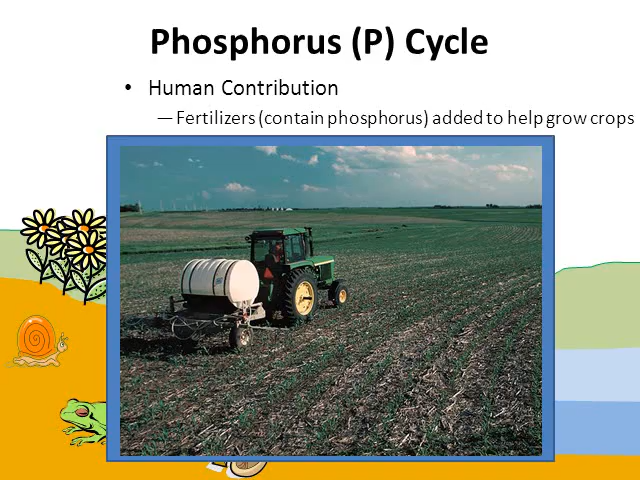 Phosphorus (P) Cycle
• Human Contribution
— Fertilizers (contain phosphorus) added to help grow crops